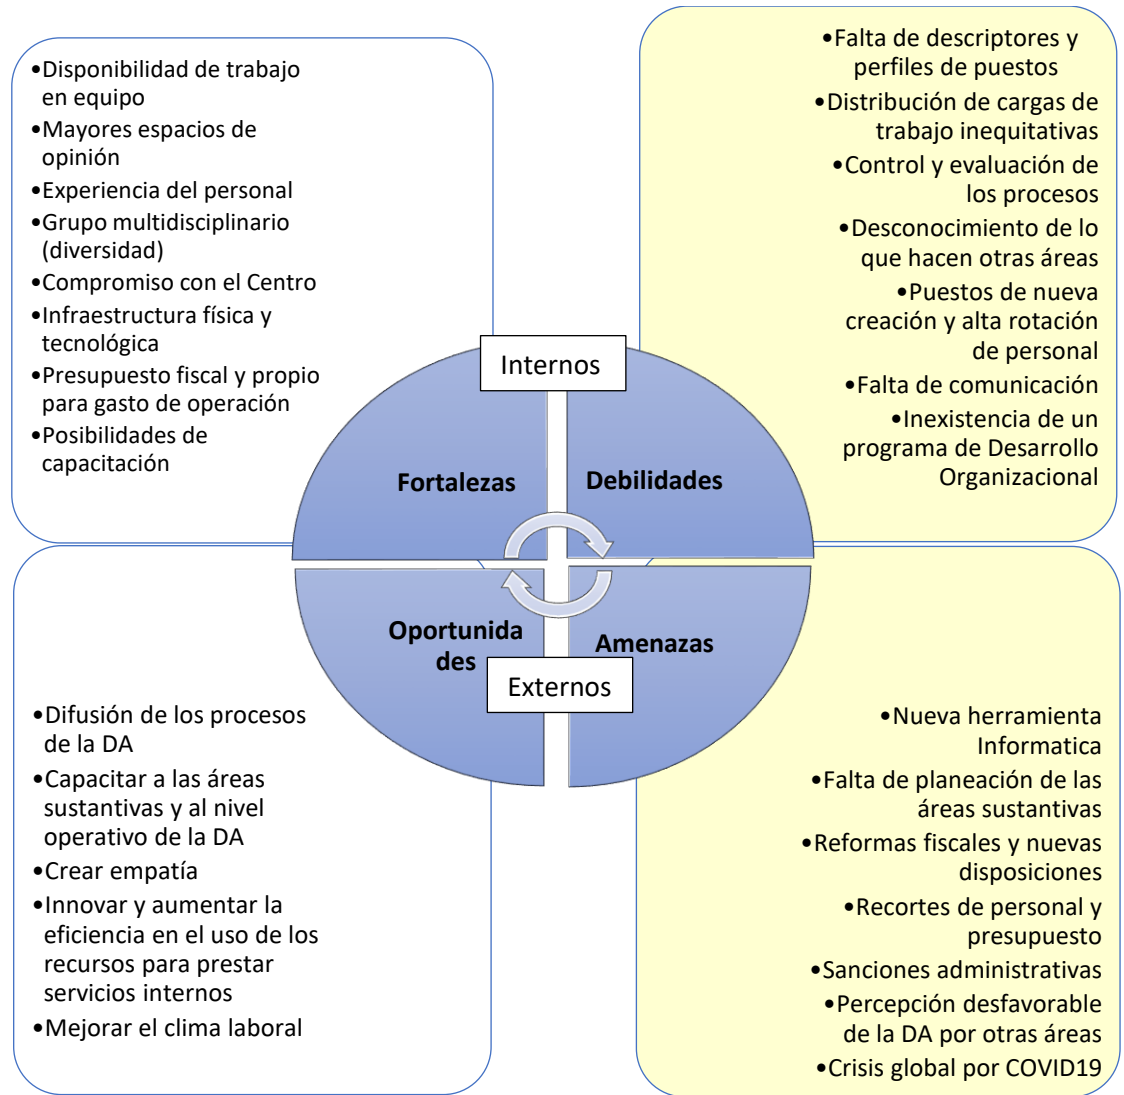 •Disponibilidad de trabajo
en equipo
•Mayores espacios de
opinión
•Experiencia del personal
•Grupo multidisciplinario
(diversidad)
•Compromiso con el Centro
•Infraestructura física y
tecnológica
•Presupuesto fiscal y propio
para gasto de operación
•Posibilidades de
capacitación
•Falta de descriptores y
perfiles de puestos
•Distribución de cargas de
trabajo inequitativas
•Control y evaluación de
los procesos
•Desconocimiento de lo
que hacen otras áreas
•Puestos de nueva
creación y alta rotación
de personal
•Falta de comunicación
•Inexistencia de un
programa de Desarrollo
Organizacional
Internos
Fortalezas
Debilidades
Oportunida
des
Amenazas
Externos
•Difusión de los procesos
de la DA
•Capacitar a las áreas
sustantivas y al nivel
operativo de la DA
•Crear empatía
•Innovar y aumentar la
eficiencia en el uso de los
recursos para prestar
servicios internos
•Mejorar el clima laboral
•Nueva herramienta
Informatica
•Falta de planeación de las
áreas sustantivas
•Reformas fiscales y nuevas
disposiciones
•Recortes de personal y
presupuesto
•Sanciones administrativas
•Percepción desfavorable
de la DA por otras áreas
•Crisis global por COVID19